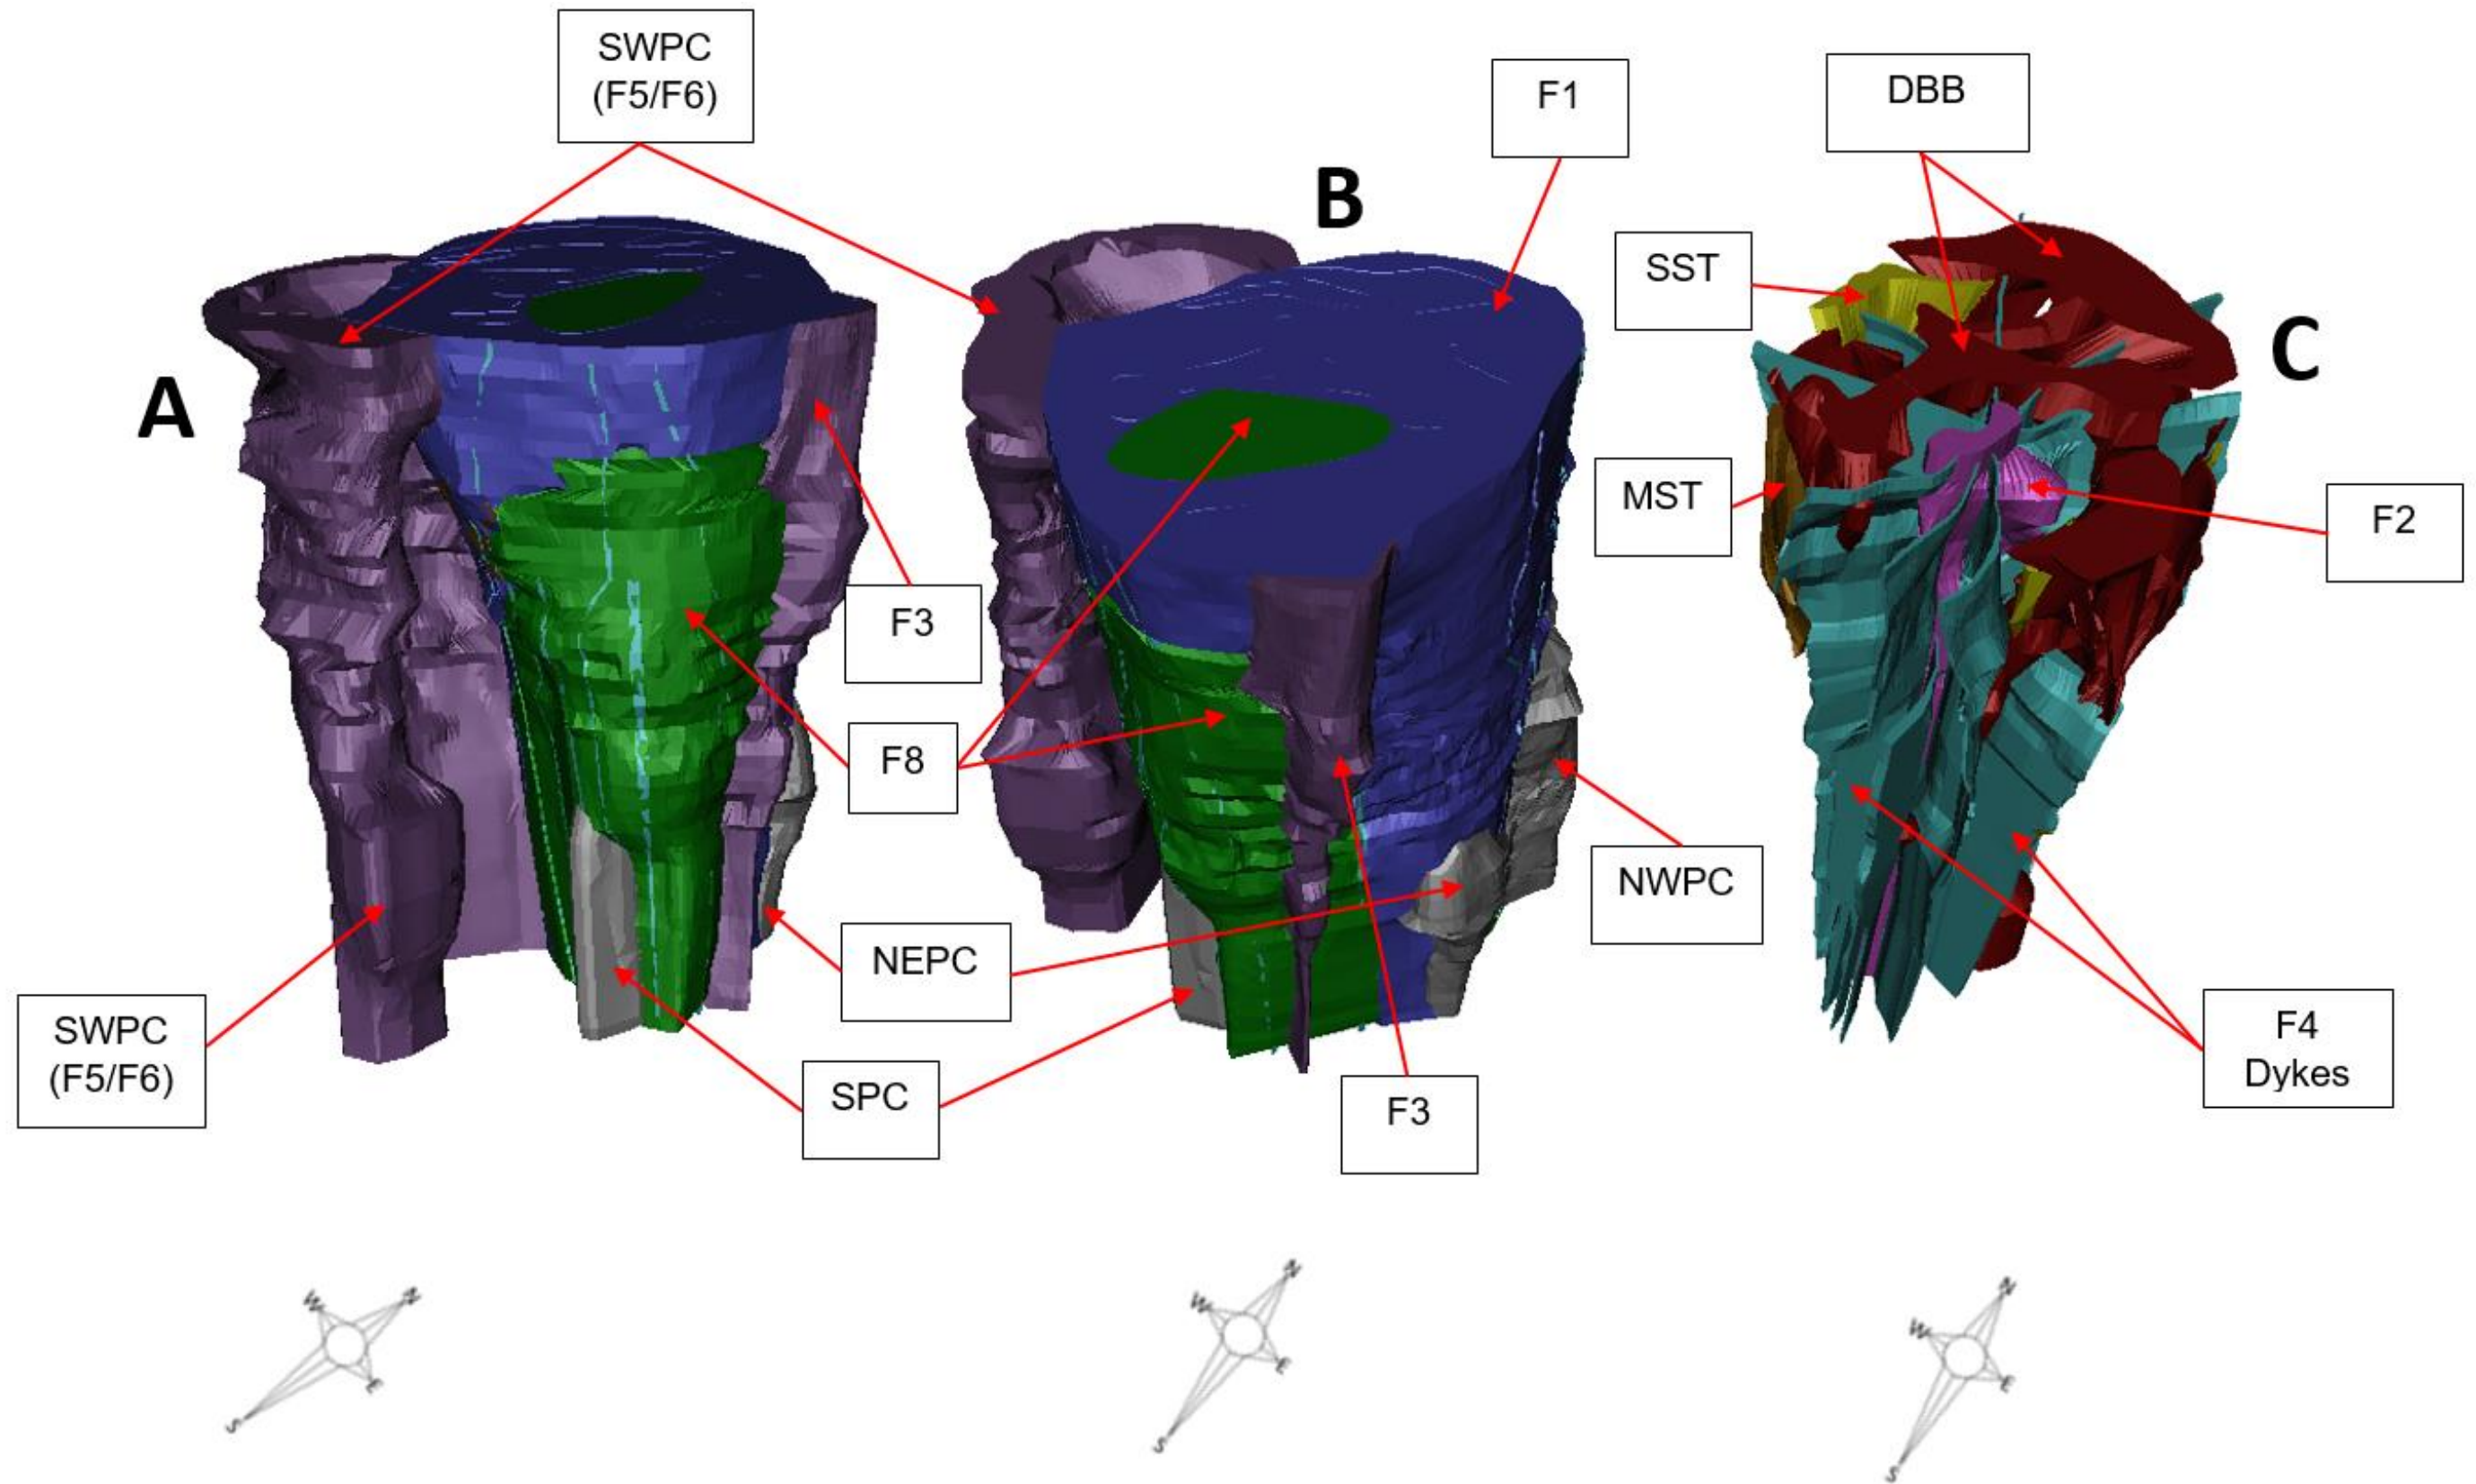 SWPC
(F5/F6)
F1
DBB
B
SST
C
A
MST
F2
F3
F8
NWPC
NEPC
SWPC
(F5/F6)
F4
Dykes
SPC
F3
W N
E
S
W N
E
S
W N
E
S